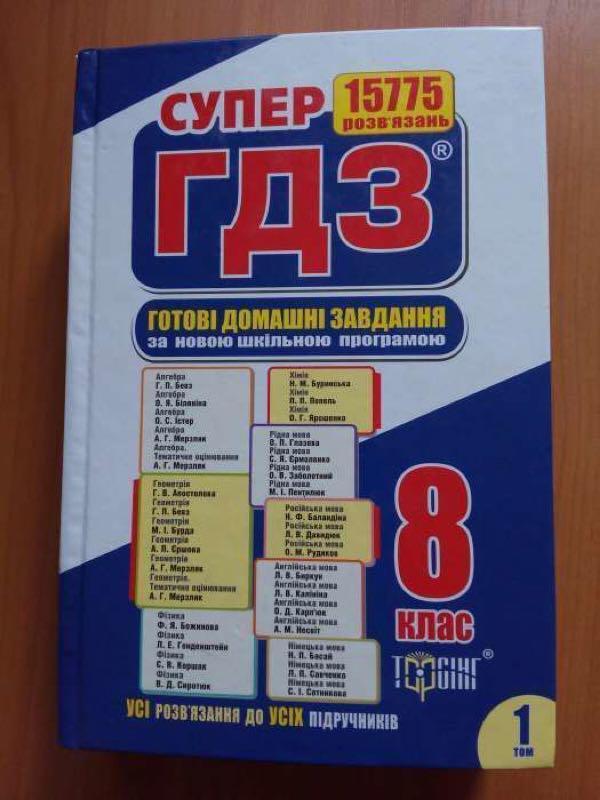 СУПЕР
15775
розв'язань
ГДЗ®
ГОТОВІ ДОМАШНІ ЗАВДАННЯ
за новою шкільною програмою
Алгебра
Г. П. Бевз
Алгебра
О. Я. Біляніна
Алгебра
О. С. Істер
Алгебра
А. Г. Мерзляк
Алгебра.
Тематичне оцінювання
А. Г. Мерзляк
Геометрія
Г. В. Апостолова
Геометрія
Г. П. Бевз
Геометрія
М. І. Бурда
Геометрія
А. П. Єршова
Геометрія
А. Г. Мерзляк
Геометрія.
Тематичне оцінювання
А. Г. Мерзляк
Фізика
Ф. Я. Божинова
Фізика
Л. Е. Генденштейн
Фізика
Є. В. Коршак
Фізика
В. Д. Сиротюк
Хімія
Н. М. Буринська
Хімія
П. П. Попель
Хімія
О. Г. Ярошенко
Рідна мова
О. П. Глазова
Рідна мова
С. Я. Єрмоленко
Рідна мова
О. В. Заболотний
Рідна мова
М. І. Пентилюк
Російська мова
Н. Ф. Баландіна
Російська мова
Л. В. Давидюк
Російська мова
О. М. Рудяков
Англійська мова
Л. В. Биркун
Англійська мова
Л. В. Калініна
Англійська мова
О. Д. Карп'юк
Англійська мова
А. М. Несвіт
Німецька мова
Н. П. Басай
Німецька мова
Л. П. Савченко
Німецька мова
С. І. Сотникова
8
клас
ТОРСІНГ®
УСІ РОЗВ'ЯЗАННЯ ДО УСІХ ПІДРУЧНИКІВ
1
ТОМ